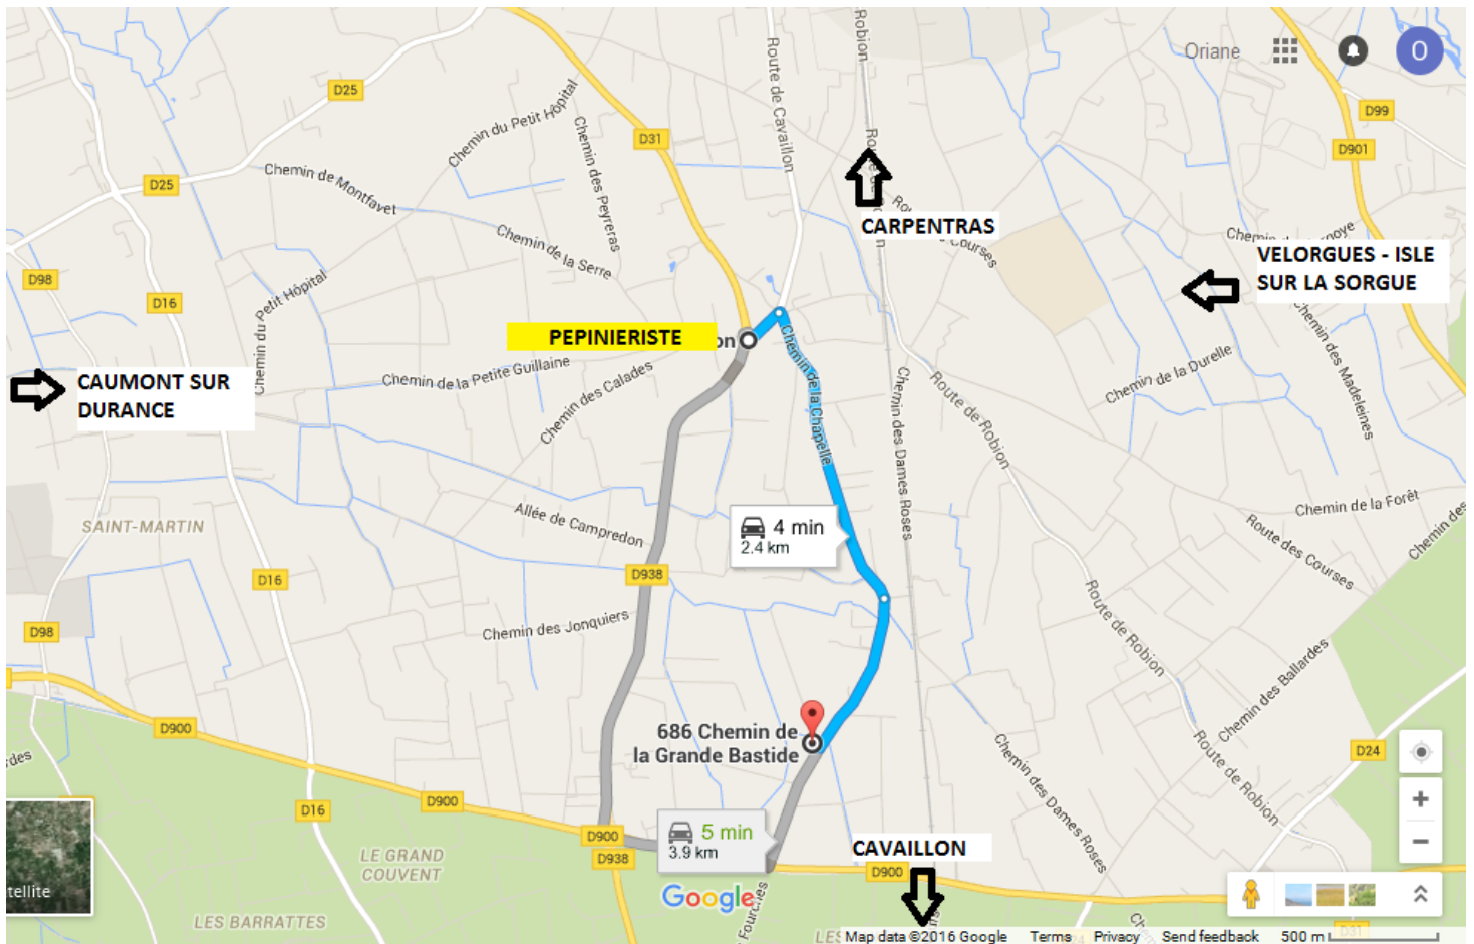 Robion
Oriane
O
D25
D99
D31
D901
Chemin du Petit Hôpital
Route de Cavaillon
Chemin des Peyreras
D25
Chemin de Montfavet
CARPENTRAS
Chemin de la Serre
VELORGUES - ISLE
SUR LA SORGUE
D98
D16
Chemin du Petit Hôpital
PEPINIERISTE
on
Chemin de la Petite Guillaine
Chemin des Calades
CAUMONT SUR
DURANCE
Chemin de la Chapelle
Chemin des Dames Roses
Route de Robion
Chemin de la Durelle
Chemin des Madeleines
Chemin de la Forêt
Chemin des
Route des Courses
SAINT-MARTIN
Allée de Campredon
4 min
2.4 km
D16
D938
D98
Chemin des Jonquiers
Route de Robion
Chemin des Ballardes
686 Chemin de
la Grande Bastide
D900
Chemin des Dames Roses
Route de Robion
D24
D900
D16
D900
D938
5 min
3.9 km
CAVAILLON
D900
LE GRAND
COUVENT
LES BARRATTES
Google
Fourches
Map data ©2016 Google
Terms
Privacy
Send feedback
500 m
D31